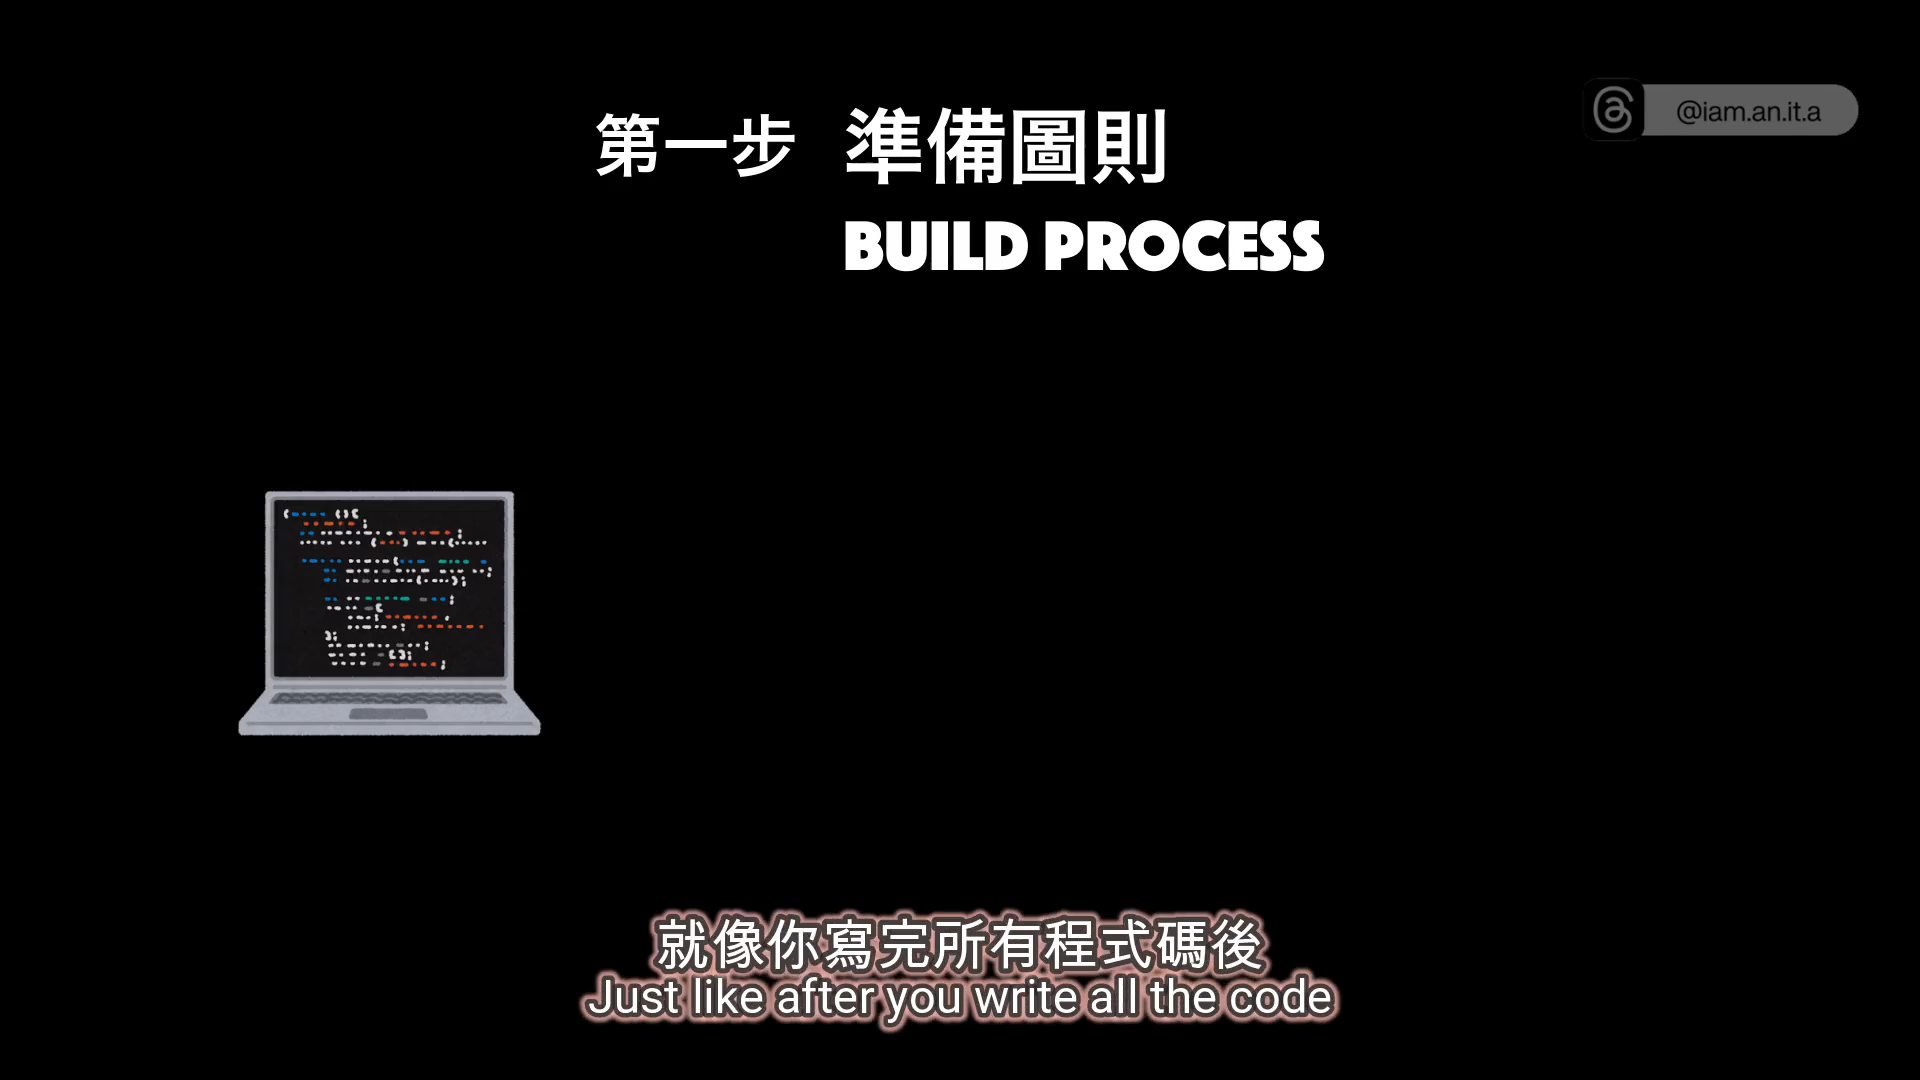 第一步 準備圖則
BUILD PROCESS
@iam.an.it.a
就像你寫完所有程式碼後
Just like after you write all the code